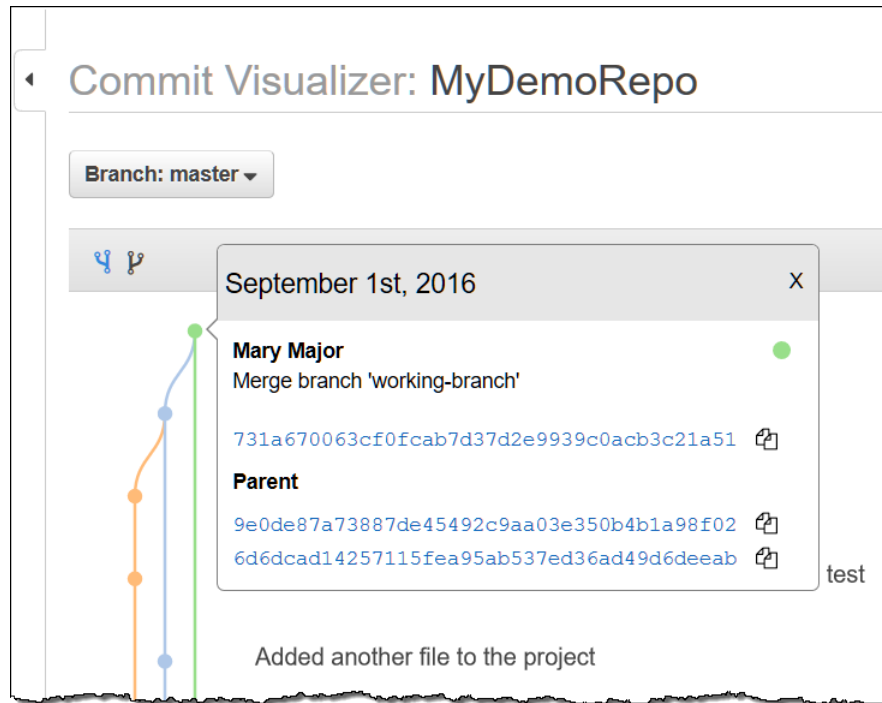 Commit Visualizer: MyDemoRepo
Branch: master
September 1st, 2016 X
Mary Major
Merge branch 'working-branch'
731a670063cf0fcab7d37d2e9939c0acb3c21a51
Parent
9e0de87a73887de45492c9aa03e350b4b1a98f02
6d6dcad14257115fea95ab537ed36ad49d6deeab
test
Added another file to the project